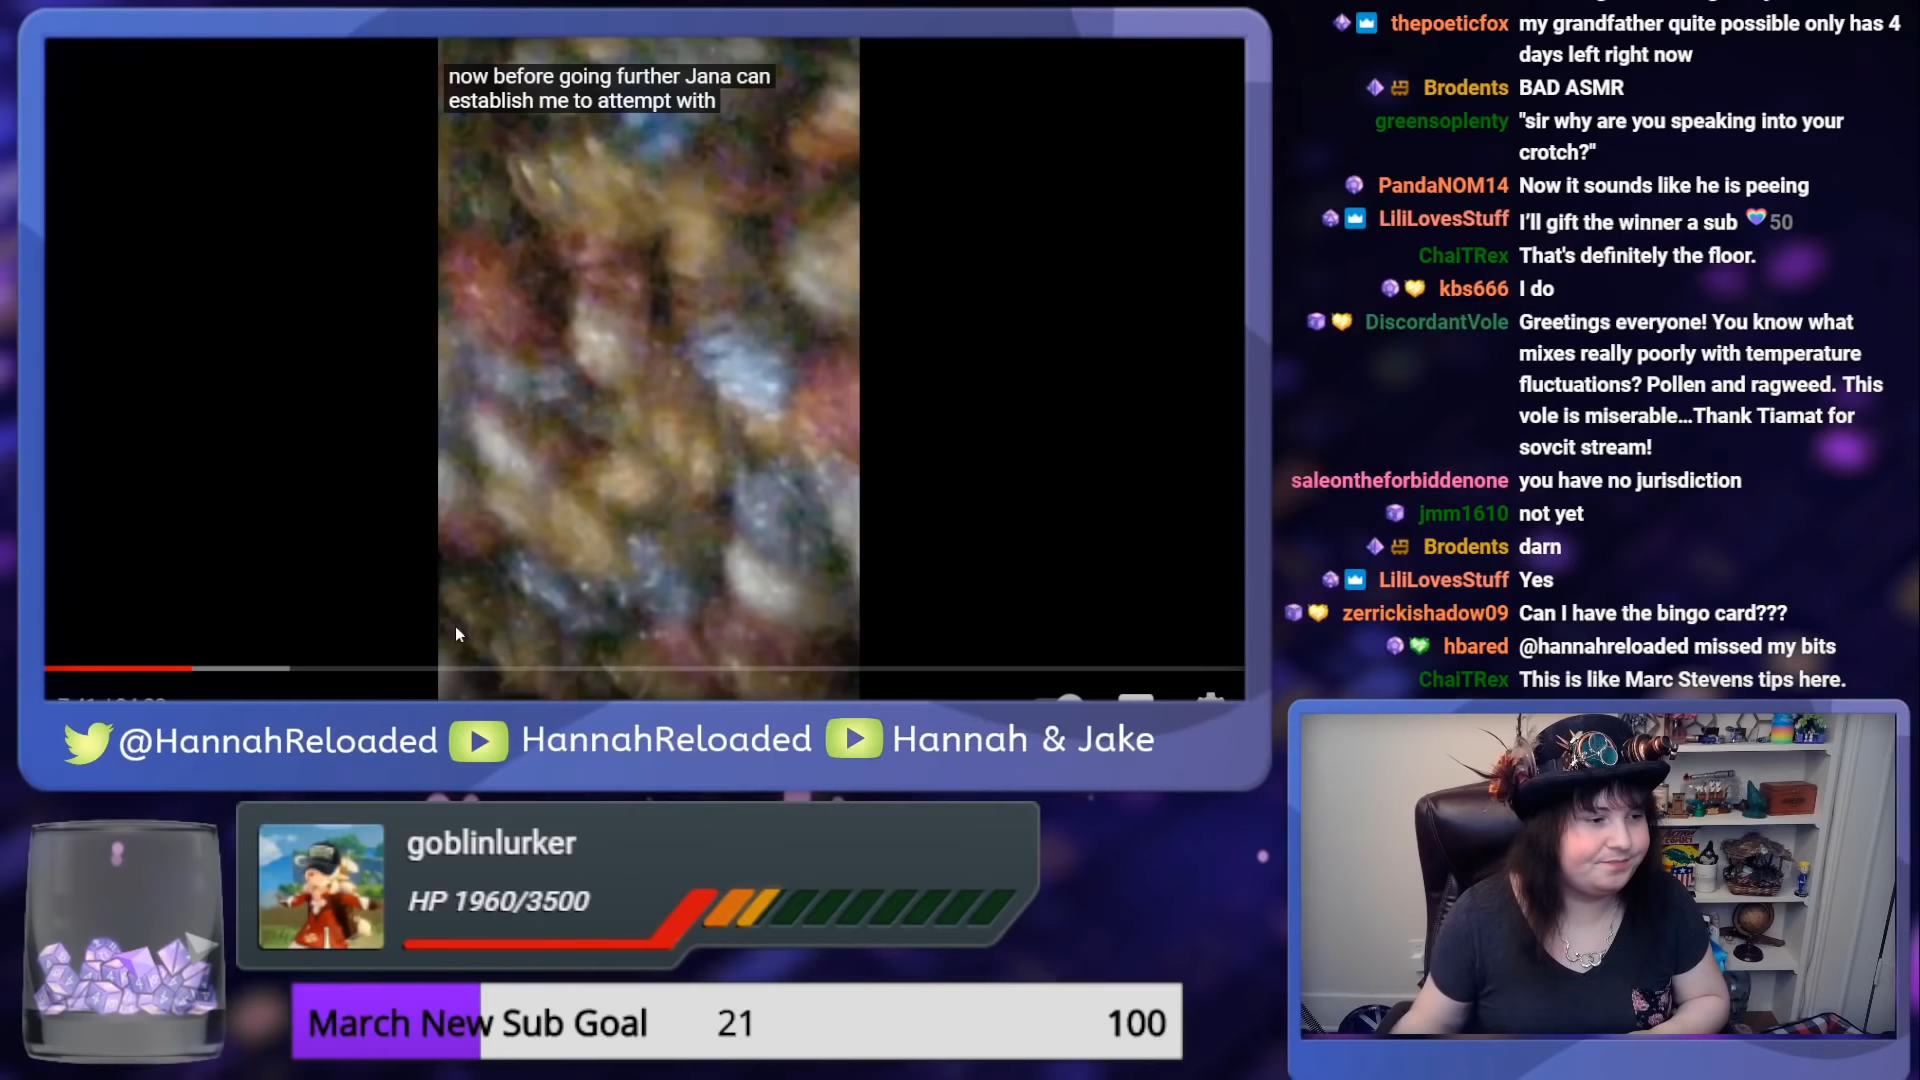 now before going further Jana can
establish me to attempt with
@HannahReloaded HannahReloaded Hannah & Jake
goblinlurker
HP 1960/3500
March New Sub Goal 21 100
thepoeticfox my grandfather quite possible only has 4
days left right now
Brodents BAD ASMR
greensoplenty "sir why are you speaking into your
crotch?"
PandaNOM14 Now it sounds like he is peeing
LiliLovesStuff I'll gift the winner a sub 50
ChaiTRex That's definitely the floor.
kbs666 I do
DiscordantVole Greetings everyone! You know what
mixes really poorly with temperature
fluctuations? Pollen and ragweed. This
vole is miserable...Thank Tiamat for
sovcit stream!
saleontheforbiddenone you have no jurisdiction
jmm1610 not yet
Brodents darn
LiliLovesStuff Yes
zerrickishadow09 Can I have the bingo card???
hbared @hannahreloaded missed my bits
ChaiTRex This is like Marc Stevens tips here.